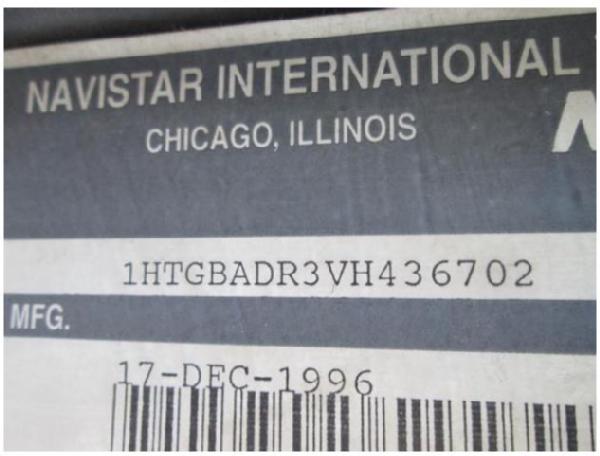 NAVISTAR INTERNATIONAL
CHICAGO, ILLINOIS
1HTGBADR3VH436702
MFG.
17-DEC-1996